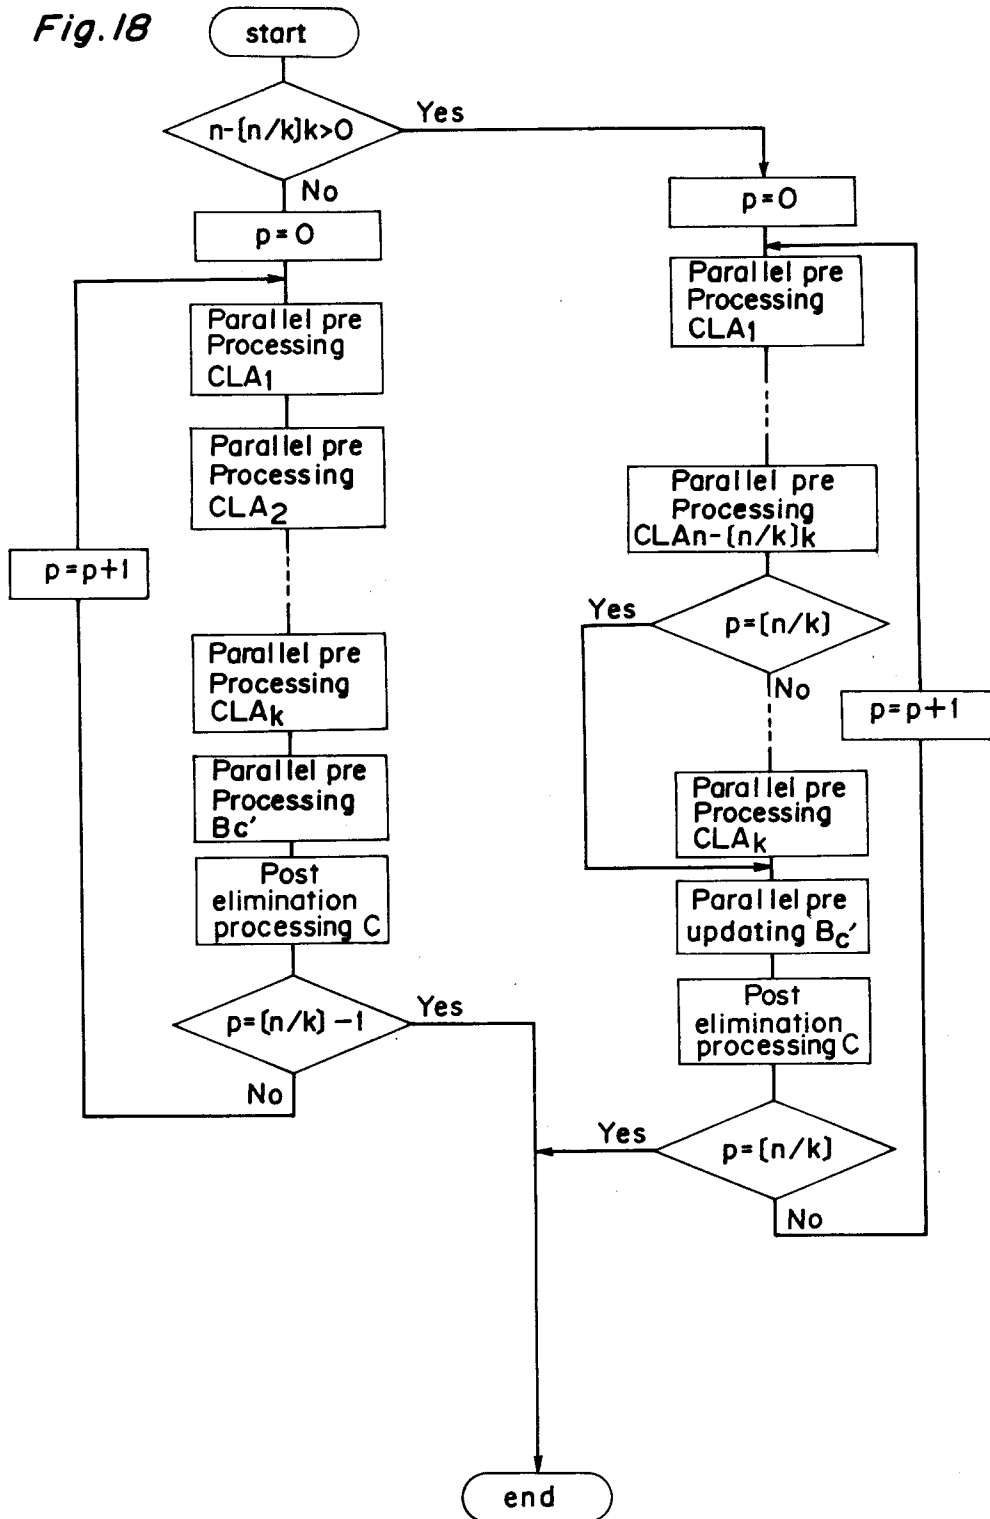 Fig.18
start
n-[n/k]k>0
Yes
No
p=0
Parallel pre
Processing
CLA1
Parallel pre
Processing
CLA2
p=p+1
Parallel pre
Processing
CLAk
Parallel pre
Processing
Bc'
Post
elimination
processing C
p=[n/k]-1
Yes
No
p=0
Parallel pre
Processing
CLA1
Parallel pre
Processing
CLAn-[n/k]k
Yes
p=[n/k]
No
p=p+1
Parallel pre
Processing
CLAk
Parallel pre
updating Bc'
Post
elimination
processing C
Yes
p=[n/k]
No
end